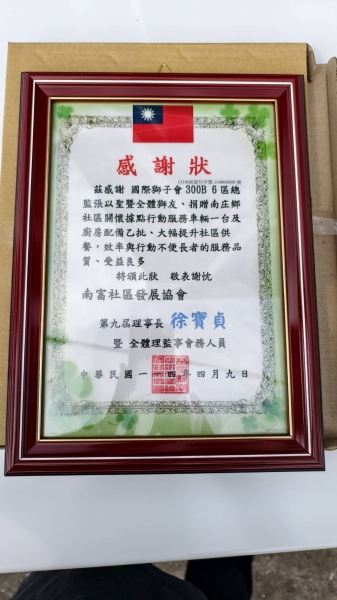 感謝狀
茲感謝 國際獅子會 300B 6 區總
監張以聖暨全體獅友、捐贈南庄鄉
社區關懷據點行動服務車輛一台及
廚房配備乙批、大幅提升社區供
餐,效率與行動不便長者的服務品
質、受益良多
特頒此狀 敬表謝忱
南富社區發展協會
第九屆理事長 徐寶貞
暨 全體理監事會務人員
中華民國一一四年四月九日